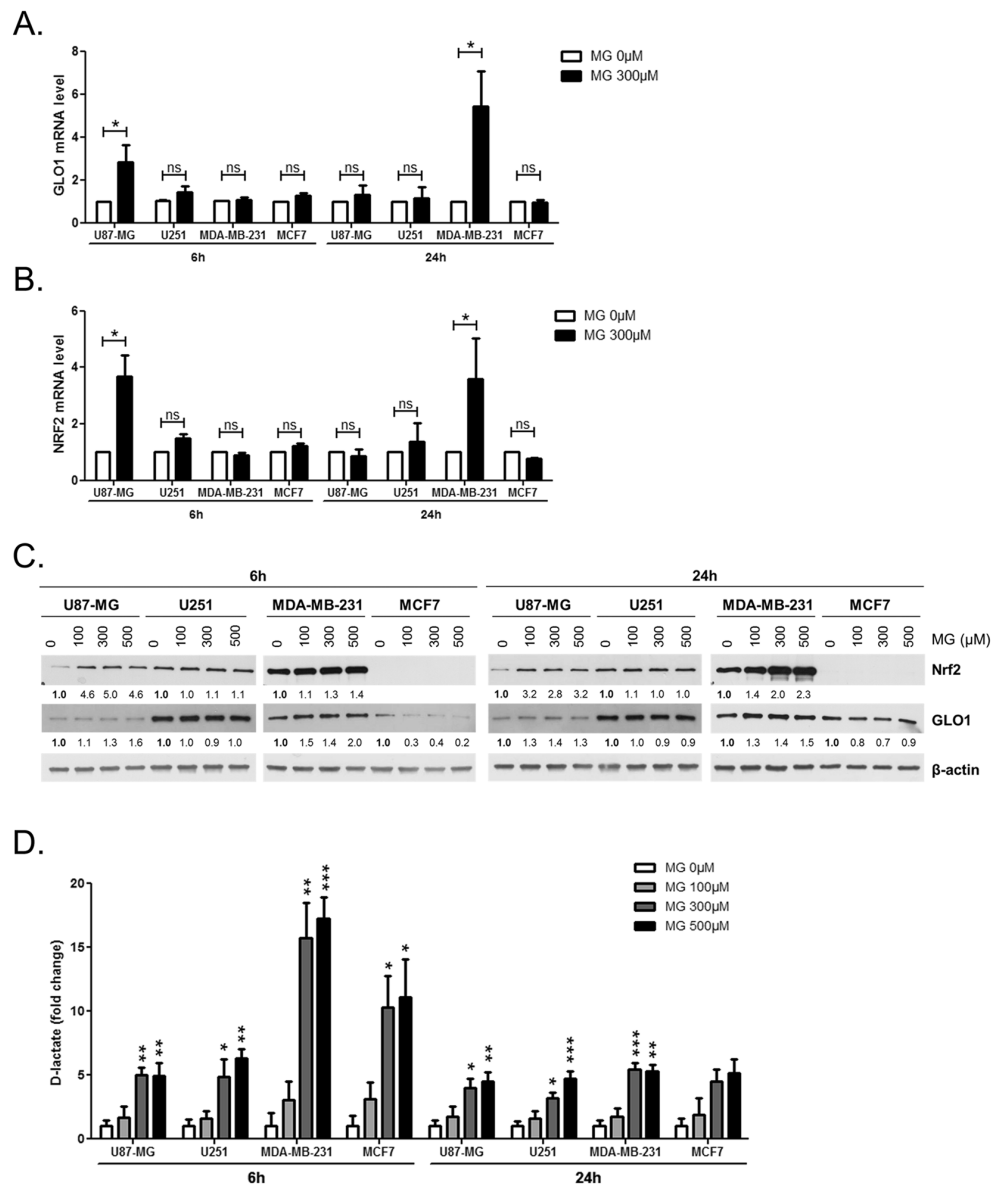 A.
GLO1 mRNA level
8
6
4
2
0
* ns ns ns ns ns * ns
MG 0µM
MG 300µM
U87-MG U251 MDA-MB-231 MCF7 U87-MG U251 MDA-MB-231 MCF7
6h 24h
B.
NRF2 mRNA level
6
4
2
0
* ns ns ns ns ns * ns
MG 0µM
MG 300µM
U87-MG U251 MDA-MB-231 MCF7 U87-MG U251 MDA-MB-231 MCF7
6h 24h
C.
6h 24h
U87-MG U251 MDA-MB-231 MCF7 U87-MG U251 MDA-MB-231 MCF7
0 100 300 500 0 100 300 500 0 100 300 500 0 100 300 500 0 100 300 500 0 100 300 500 0 100 300 500 0 100 300 500 MG (µM)
Nrf2
1.0 4.6 5.0 4.6 1.0 1.0 1.1 1.1 1.0 1.1 1.3 1.4 1.0 3.2 2.8 3.2 1.0 1.1 1.0 1.0 1.0 1.4 2.0 2.3
GLO1
1.0 1.1 1.3 1.6 1.0 1.0 0.9 1.0 1.0 1.5 1.4 2.0 1.0 0.3 0.4 0.2 1.0 1.3 1.4 1.3 1.0 1.0 0.9 0.9 1.0 1.3 1.4 1.5 1.0 0.8 0.7 0.9
β-actin
D.
D-lactate (fold change)
20
15
10
5
0
** ** * ** ** *** * * * ** * *** *** **
MG 0µM
MG 100µM
MG 300µM
MG 500µM
U87-MG U251 MDA-MB-231 MCF7 U87-MG U251 MDA-MB-231 MCF7
6h 24h